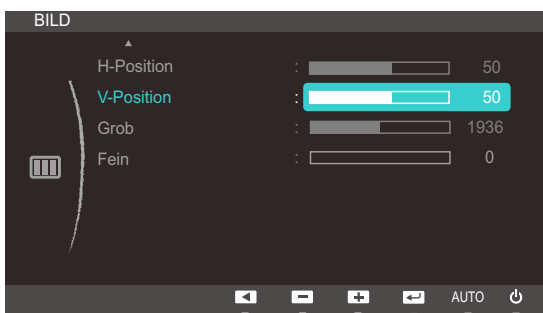 BILD
H-Position : 50
V-Position : 50
Grob : 1936
Fein : 0
AUTO